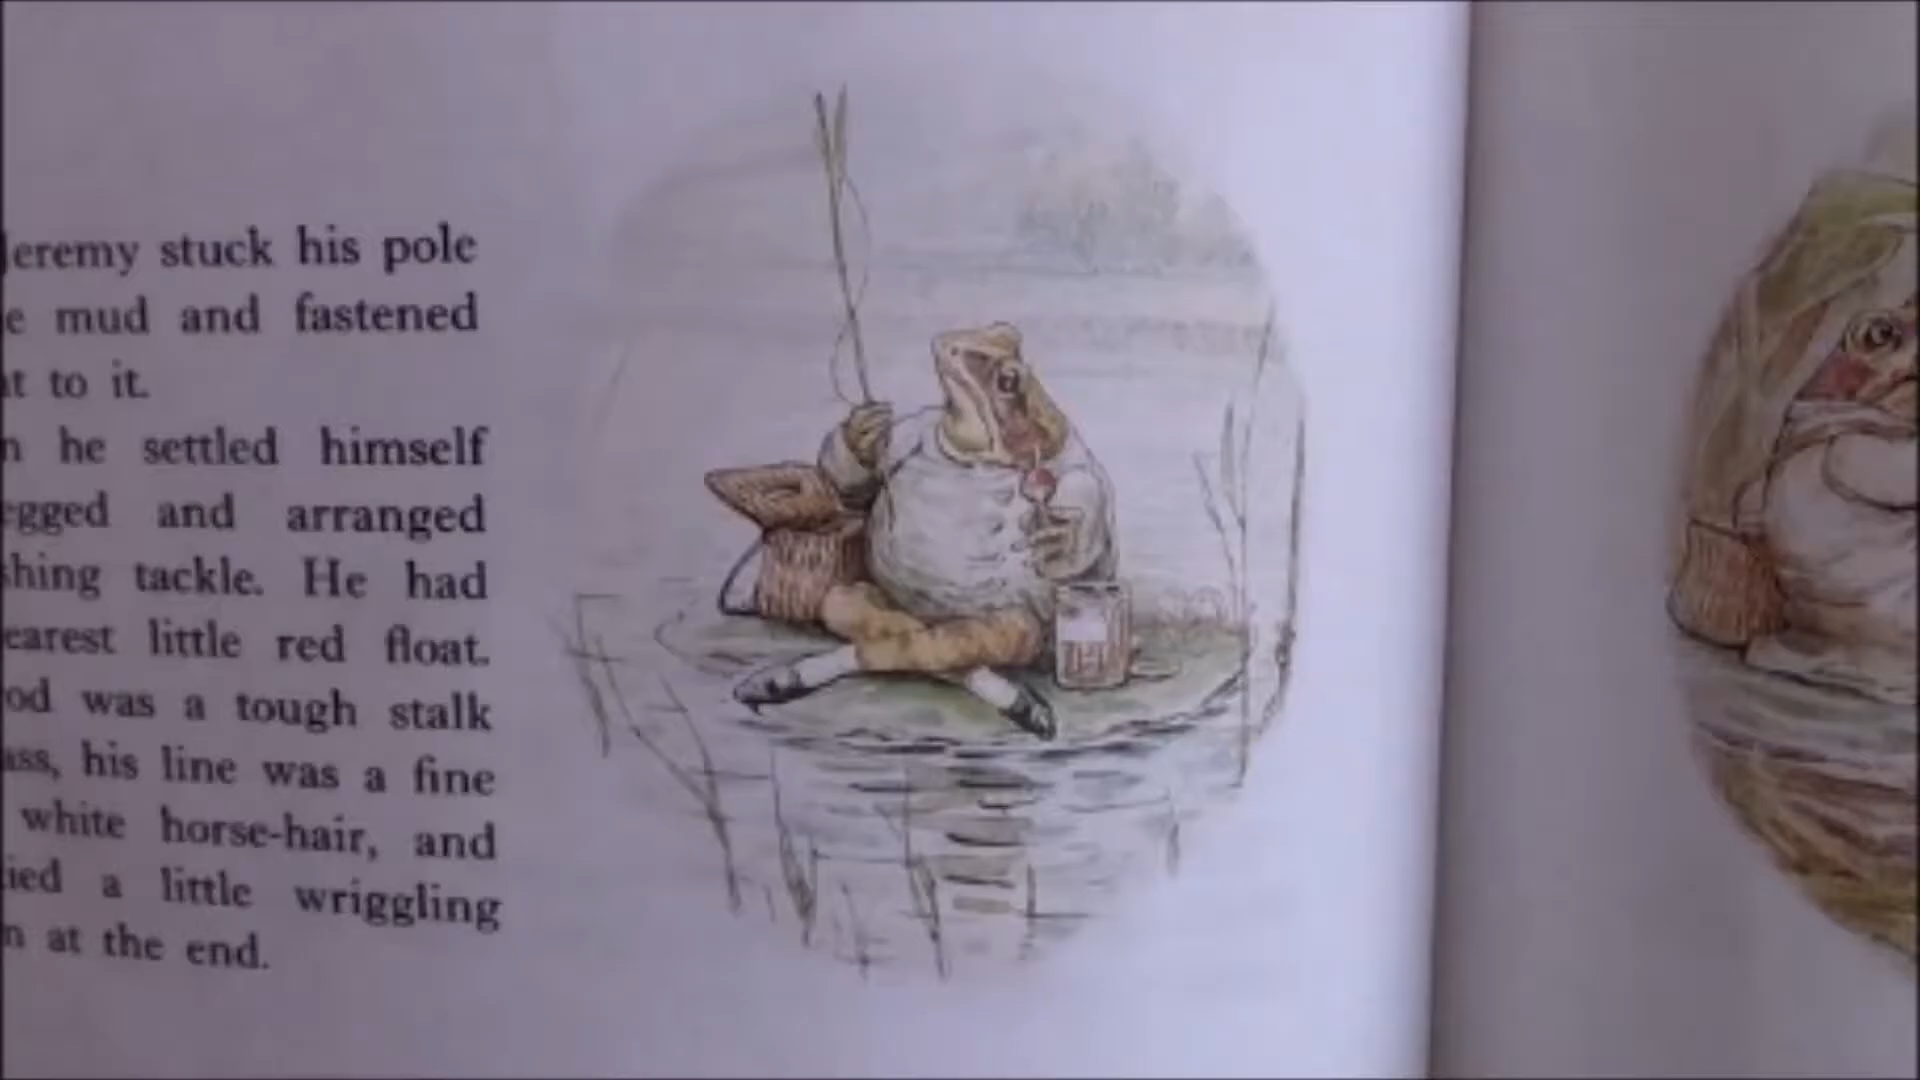 Jeremy stuck his pole
e mud and fastened
t to it.
n he settled himself
egged and arranged
shing tackle. He had
earest little red float.
od was a tough stalk
ass, his line was a fine
white horse-hair, and
ied a little wriggling
n at the end.